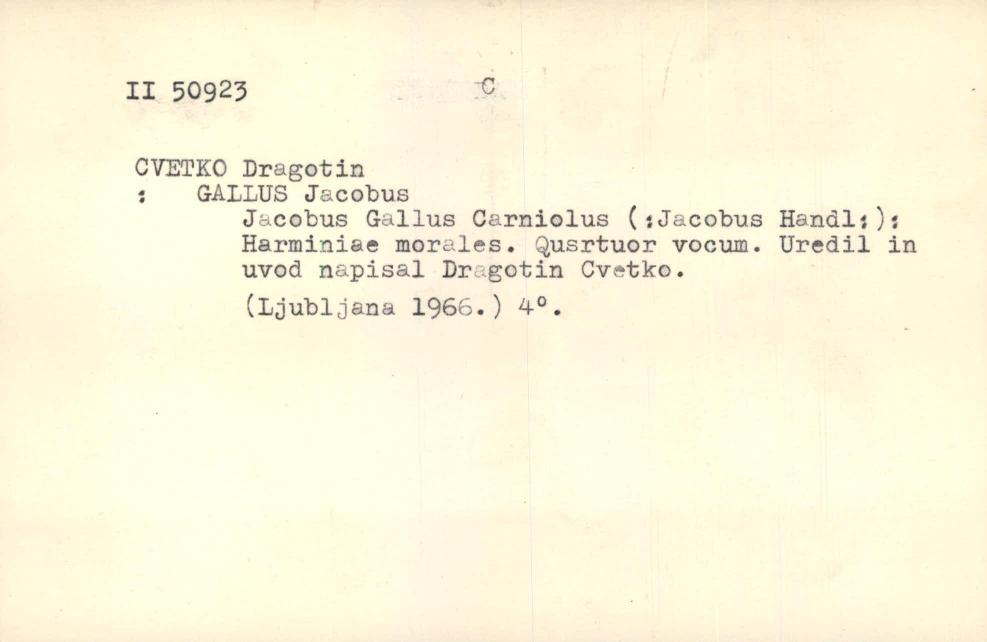 II 50923 C
CVETKO Dragotin
: GALLUS Jacobus
Jacobus Gallus Carniolus (:Jacobus Handl:):
Harminiae morales. Qusrtuor vocum. Uredil in
uvod napisal Dragotin Cvetko.
(Ljubljana 1966.) 4°.